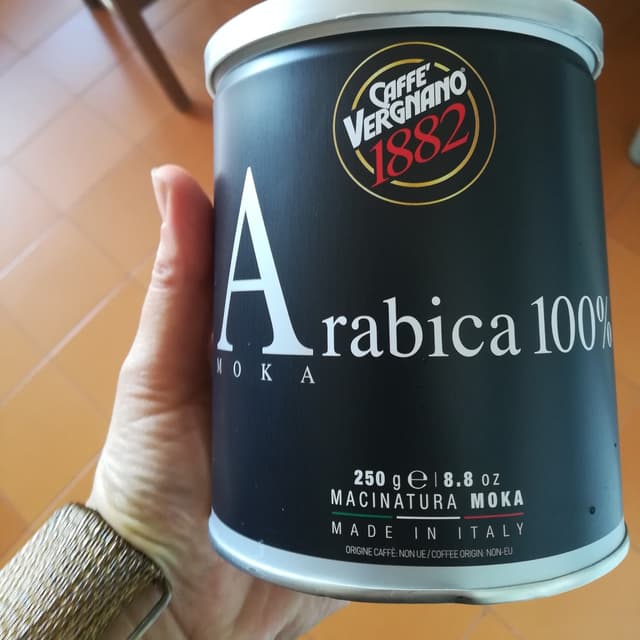 CAFFE'
VERGNANO®
1882
Arabica 100%
MOKA
250 g ℮ | 8.8 oz
MACINATURA MOKA
MADE IN ITALY
ORIGINE CAFFÈ: NON UE / COFFEE ORIGIN: NON-EU